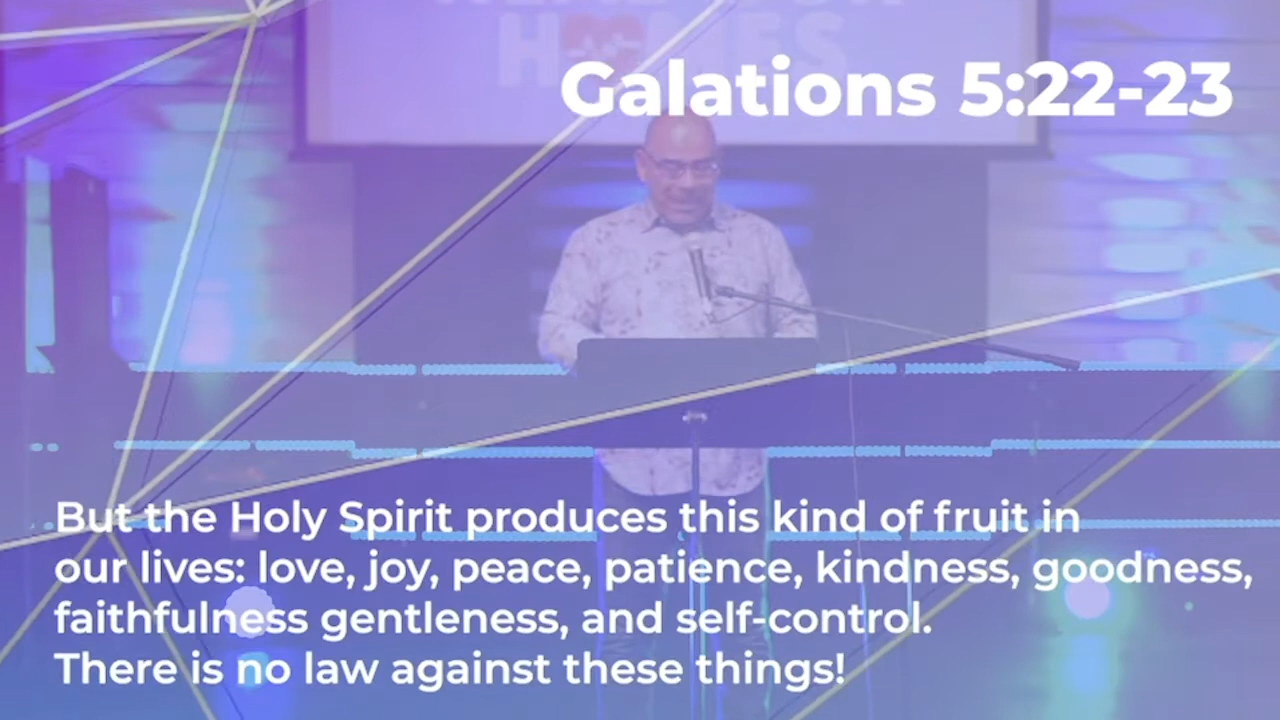 HOMES
Galations 5:22-23
But the Holy Spirit produces this kind of fruit in
our lives: love, joy, peace, patience, kindness, goodness,
faithfulness gentleness, and self-control.
There is no law against these things!